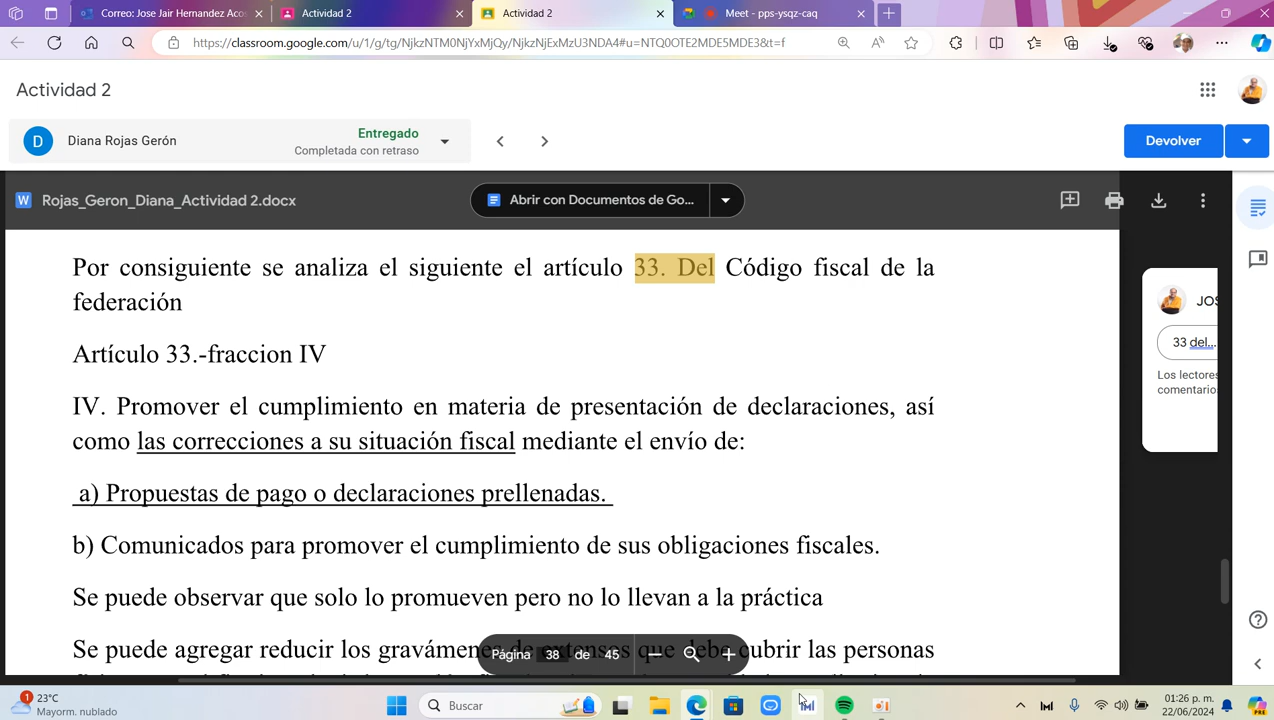 Correo: Jose Jair Hernandez Aco
Actividad 2
Actividad 2
Meet - pps-ysqz-caq
https://classroom.google.com/u/1/g/tg/NjkzNTM0NjYxMjQy/NjkzNjExMzU3NDA4#u=NTQ0OTE2MDE5MDE3&t=f
Actividad 2
D
Diana Rojas Gerón
Entregado
Completada con retraso
Devolver
W
Rojas_Geron_Diana_Actividad 2.docx
Abrir con Documentos de Go...
Por consiguiente se analiza el siguiente el artículo 33. Del Código fiscal de la
federación
Artículo 33.-fraccion IV
IV. Promover el cumplimiento en materia de presentación de declaraciones, así
como las correcciones a su situación fiscal mediante el envío de:
a) Propuestas de pago o declaraciones prellenadas.
b) Comunicados para promover el cumplimiento de sus obligaciones fiscales.
Se puede observar que solo lo promueven pero no lo llevan a la práctica
Se puede agregar reducir los gravámenes de extensos que debe cubrir las personas
JOS
33 del...
Los lectores
comentario
Página 38 de 45
1
23°C
Mayorm. nublado
Buscar
01:26 p. m.
22/06/2024
PRE